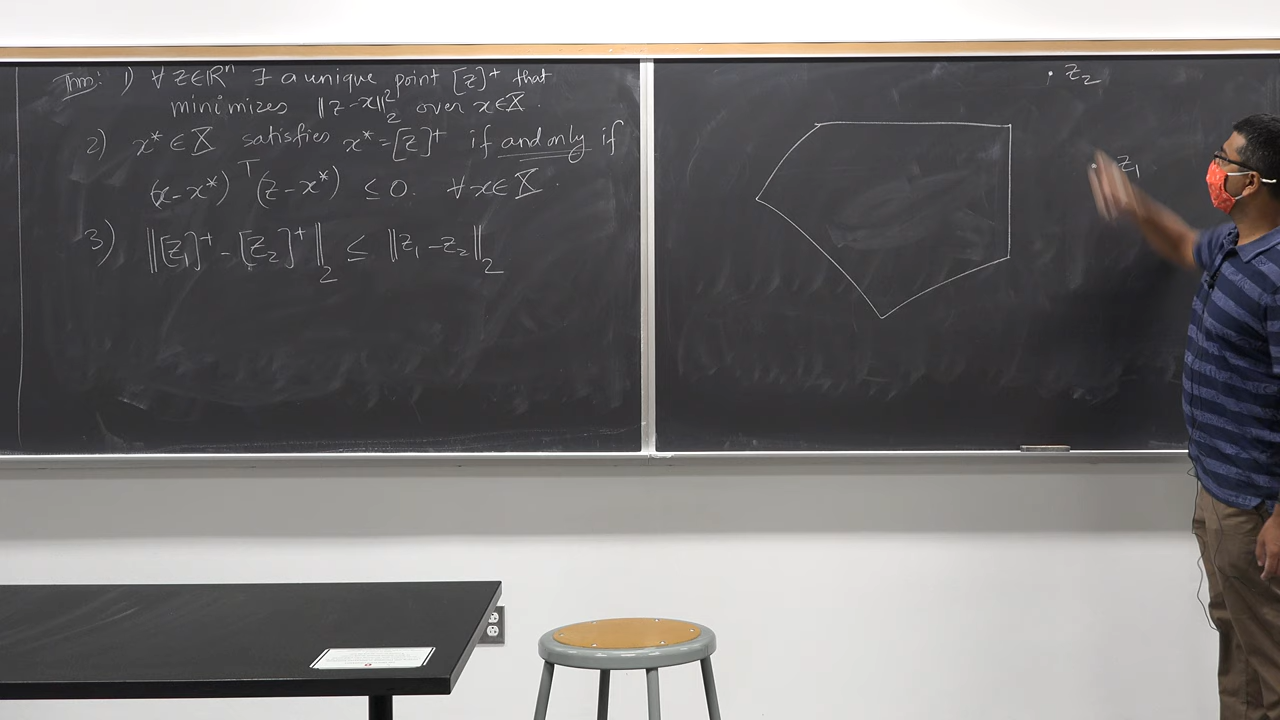 Thm: 1) ∀ z∈ℝⁿ ∃ a unique point [z]⁺ that
minimizes ‖z-x‖₂² over x∈X.
2) x* ∈ X satisfies x* = [z]⁺ if and only if
(x-x*)ᵀ(z-x*) ≤ 0. ∀x∈X.
3) ‖[z₁]⁺ - [z₂]⁺‖₂ ≤ ‖z₁-z₂‖₂
z₂
z₁